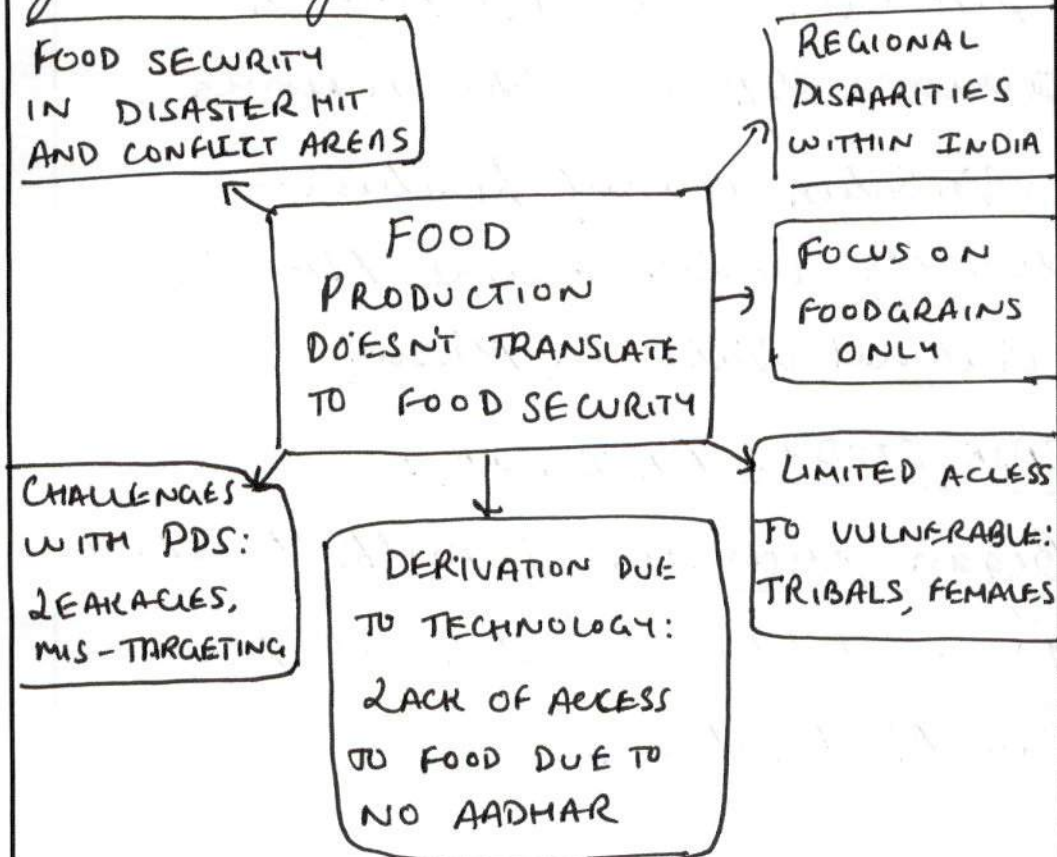 FOOD SECURITY
IN DISASTER HIT
AND CONFLICT AREAS
REGIONAL
DISPARITIES
WITHIN INDIA
FOOD
PRODUCTION
DOESN'T TRANSLATE
TO FOOD SECURITY
FOCUS ON
FOODGRAINS
ONLY
CHALLENGES
WITH PDS:
LEAKAGES,
MIS-TARGETING
DERIVATION DUE
TO TECHNOLOGY:
LACK OF ACCESS
TO FOOD DUE TO
NO AADHAR
LIMITED ACCESS
TO VULNERABLE:
TRIBALS, FEMALES